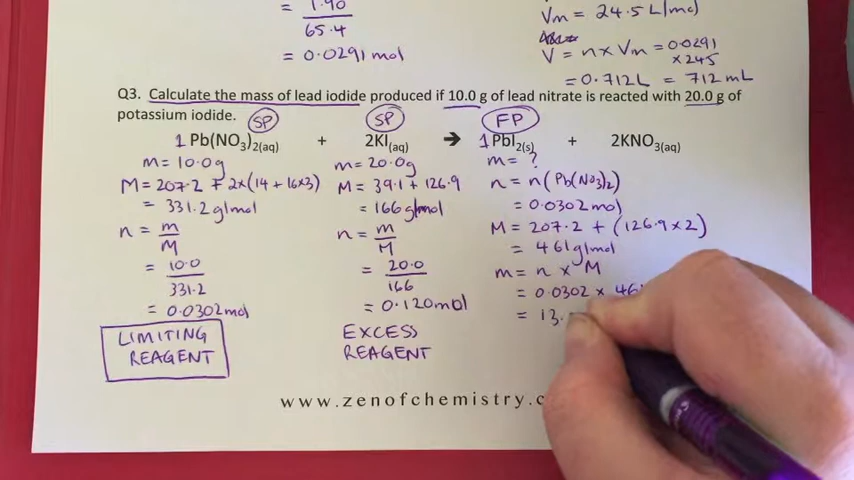 = 1.90
65.4
= 0.0291 mol
Vm = 24.5 L/mol
V = n x Vm = 0.0291
x 245
= 0.712L = 712 mL
Q3. Calculate the mass of lead iodide produced if 10.0 g of lead nitrate is reacted with 20.0 g of
potassium iodide. SP SP FP
1 Pb(NO3)2(aq) + 2KI(aq) → 1 PbI2(s) + 2KNO3(aq)
m = 10.0g
M = 207.2 + 2x(14 + 16x3)
= 331.2 g/mol
n = m
M
= 10.0
331.2
= 0.0302 mol
LIMITING
REAGENT
m = 20.0g
M = 39.1 + 126.9
= 166 g/mol
n = m
M
= 20.0
166
= 0.120mol
EXCESS
REAGENT
m = ?
n = n(Pb(NO3)2)
= 0.0302 mol
M = 207.2 + (126.9 x 2)
= 461g/mol
m = n x M
= 0.0302 x 46
= 13.
www.zenofchemistry.c